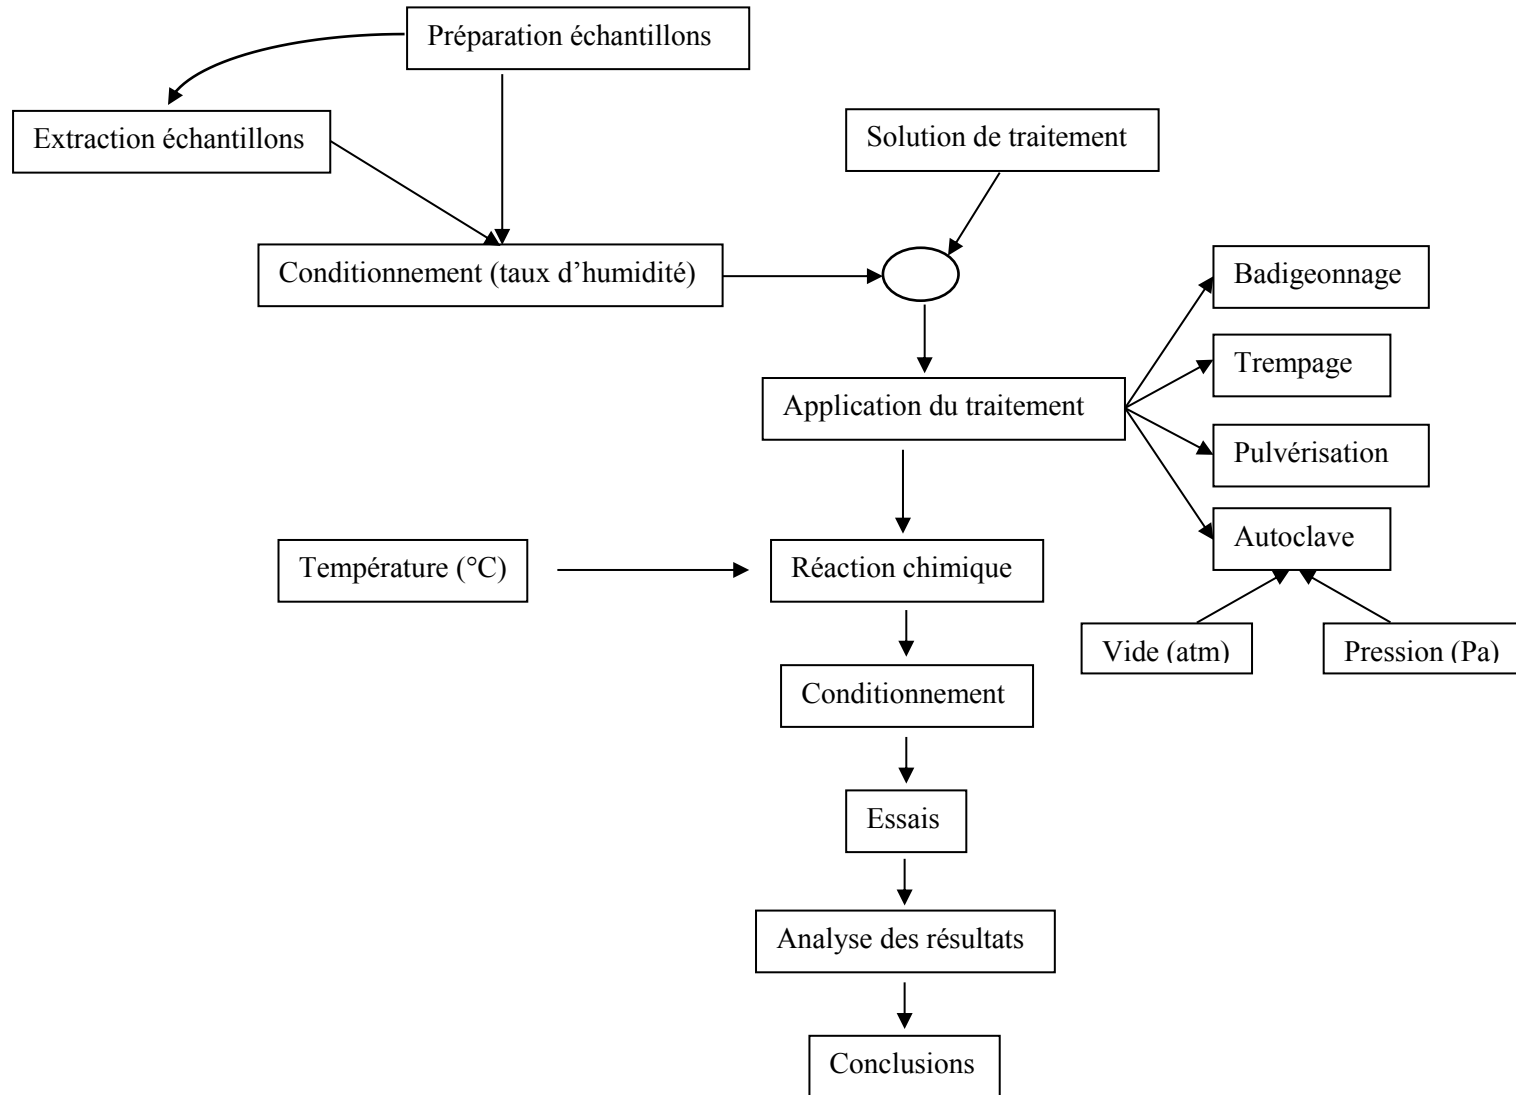 Préparation échantillons
Extraction échantillons
Solution de traitement
Conditionnement (taux d’humidité)
Badigeonnage
Trempage
Application du traitement
Pulvérisation
Autoclave
Température (°C)
Réaction chimique
Vide (atm)
Pression (Pa)
Conditionnement
Essais
Analyse des résultats
Conclusions